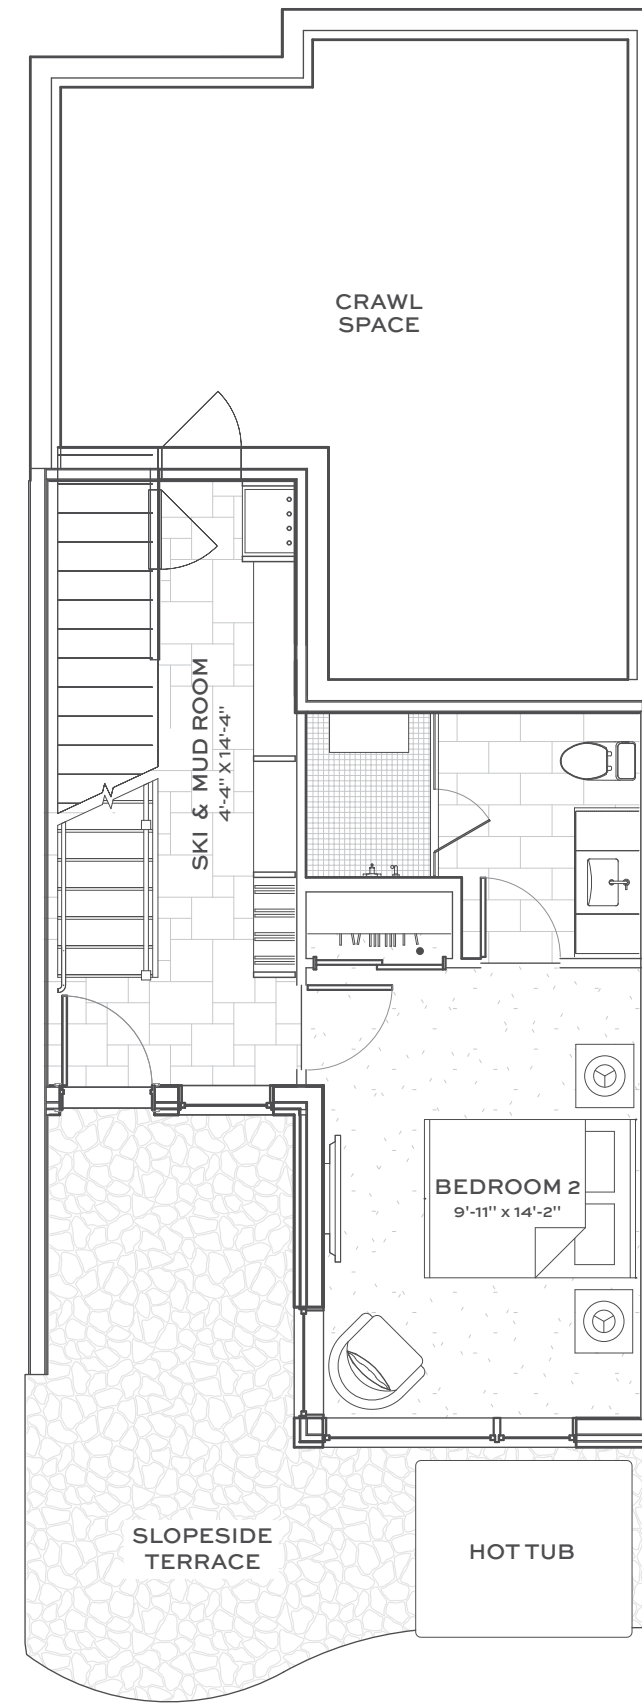 CRAWL
SPACE
SKI & MUD ROOM
4'-4" X 14'-4"
BEDROOM 2
9'-11" x 14'-2"
SLOPESIDE
TERRACE
HOT TUB